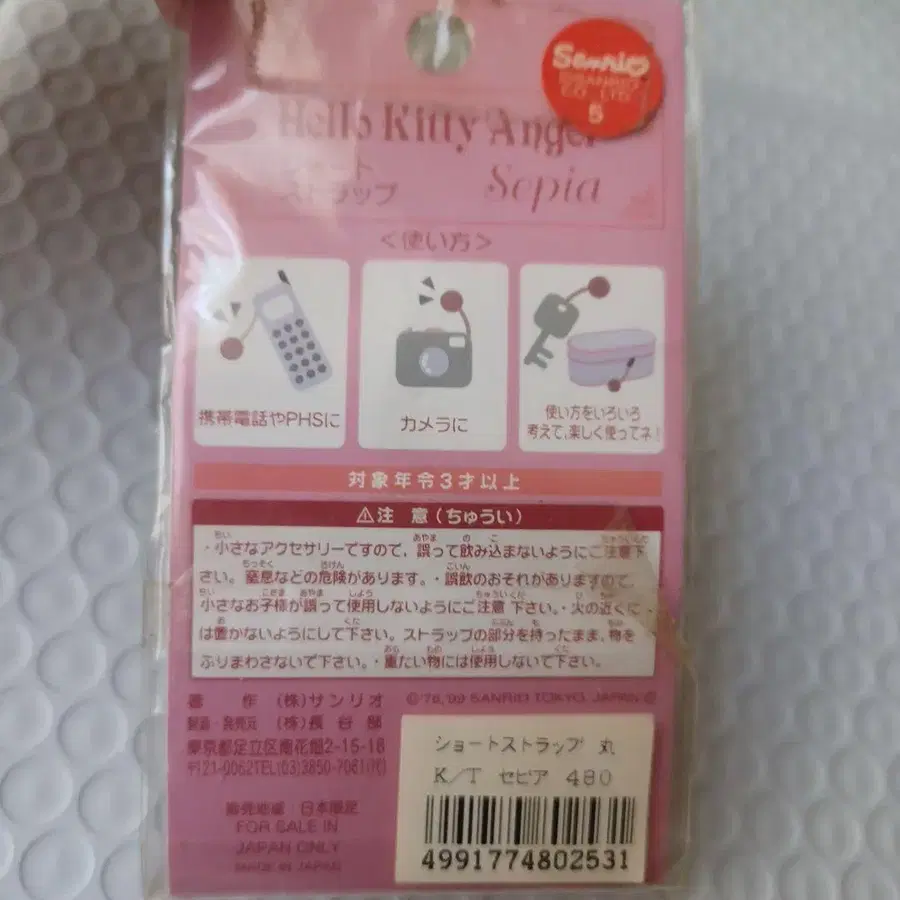 Sanrio
©SANRIO
CO., LTD.
5
Hello Kitty Angel
ショート
ストラップ
Sepia
<使い方>
携帯電話やPHSに
カメラに
使い方をいろいろ
考えて、楽しく使ってネ!
対象年令3才以上
⚠注 意(ちゅうい)
・小さなアクセサリーですので、誤って飲み込まないようにご注意下
さい。窒息などの危険があります。・誤飲のおそれがありますので、
小さなお子様が誤って使用しないようにご注意下さい。・火の近くに
は置かないようにして下さい。ストラップの部分を持ったまま、物を
ふりまわさないで下さい。・重たい物には使用しないで下さい。
著 作 (株)サンリオ
©'76,'99 SANRIO TOKYO, JAPAN
製造・発売元 (株)長谷部
東京都足立区南花畑2-15-18
〒121-0062TEL(03)3850-7061(代)
販売地域 日本限定
FOR SALE IN
JAPAN ONLY
MADE IN JAPAN
ショートストラップ 丸
K/T セピア 480
4991774802531